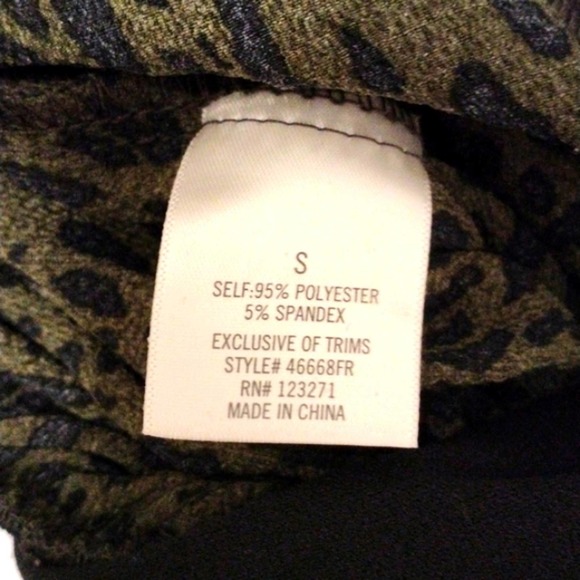 S
SELF:95% POLYESTER
5% SPANDEX
EXCLUSIVE OF TRIMS
STYLE# 46668FR
RN# 123271
MADE IN CHINA